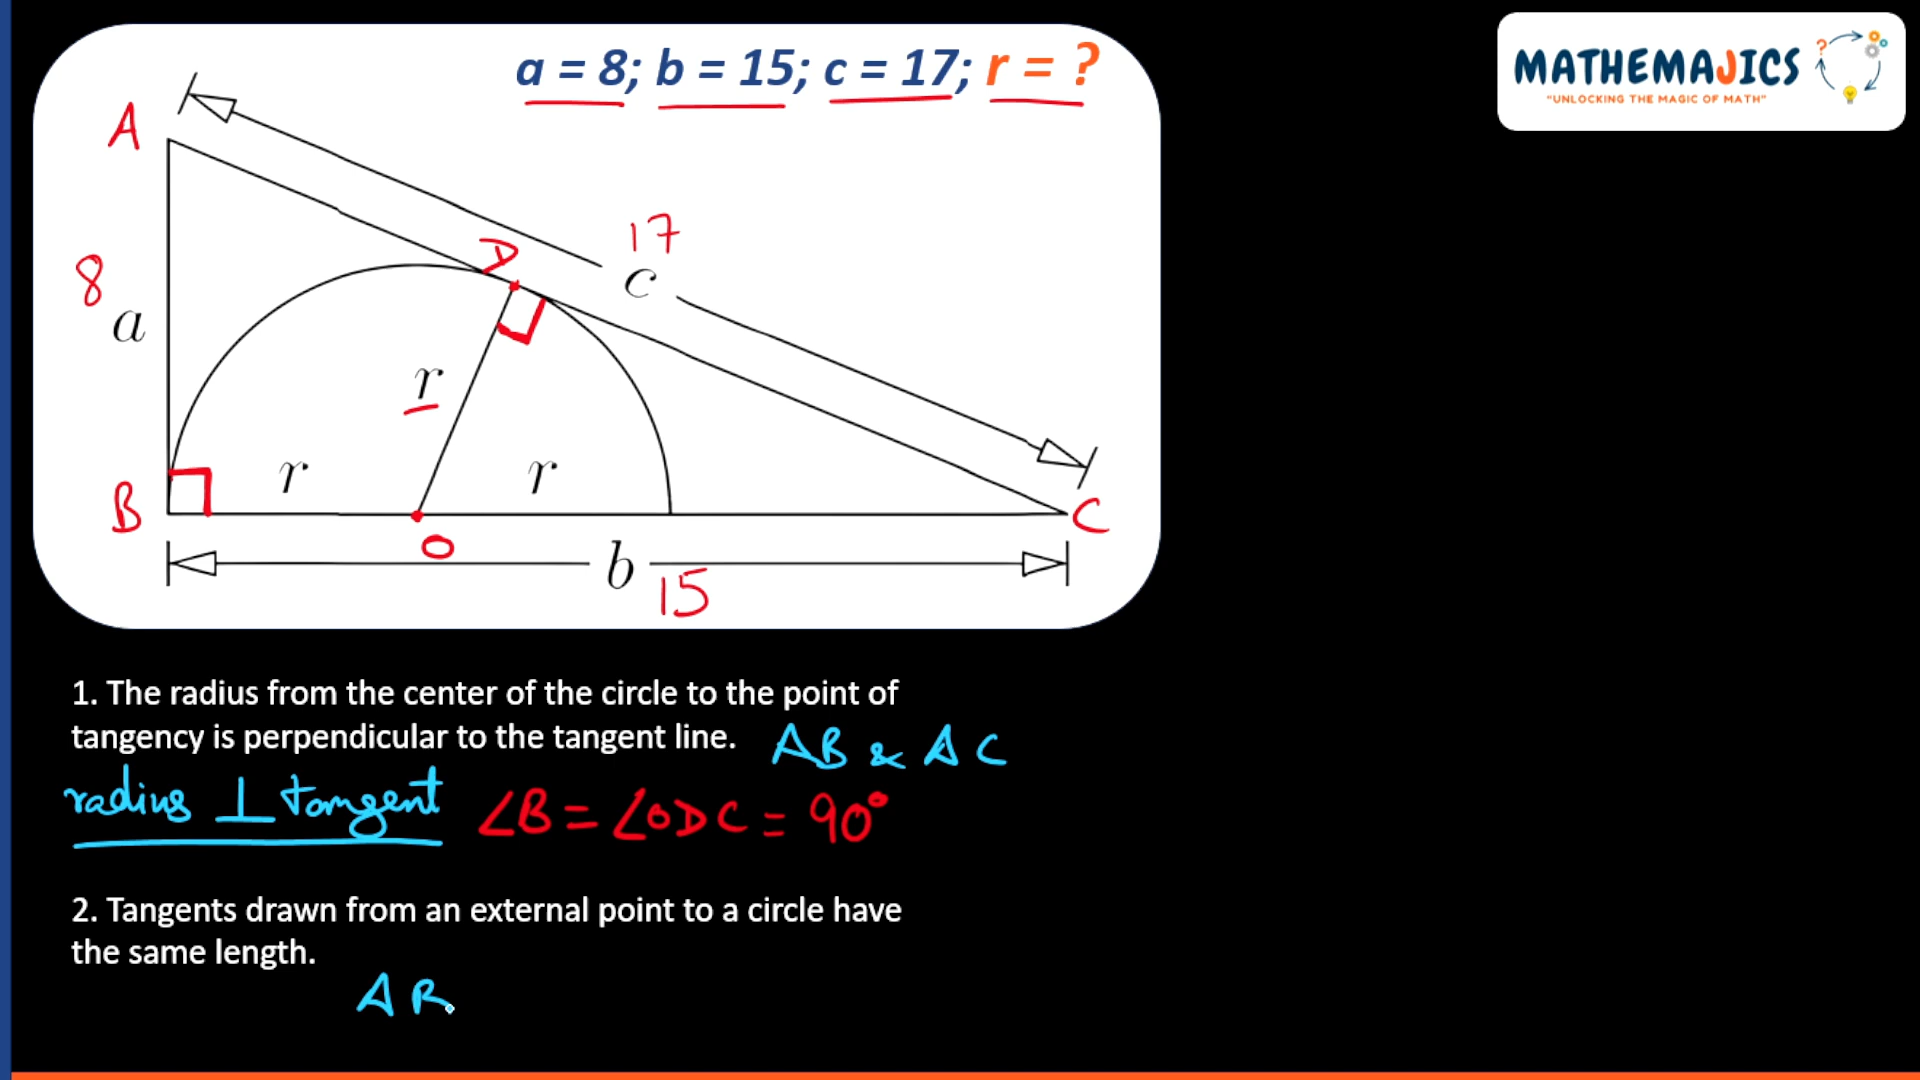 a = 8; b = 15; c = 17; r = ?
MATHEMAJICS
"UNLOCKING THE MAGIC OF MATH"
?
A
D
17
c
8
a
r
r
r
B
C
O
b
15
1. The radius from the center of the circle to the point of
tangency is perpendicular to the tangent line. AB & AC
radius ⊥ tangent ∠B = ∠ODC = 90°
2. Tangents drawn from an external point to a circle have
the same length.
A B